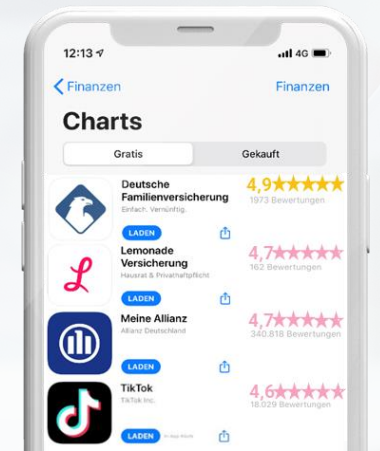 12:13
4G
Finanzen
Finanzen
Charts
Gratis
Gekauft
Deutsche
Familienversicherung
Einfach. Vernünftig.
4,9★★★★★
1973 Bewertungen
LADEN
Lemonade
Versicherung
Hausrat & Privathaftpflicht
4,7★★★★★
162 Bewertungen
LADEN
Meine Allianz
Allianz Deutschland
4,7★★★★★
340.818 Bewertungen
LADEN
TikTok
TikTok Inc.
4,6★★★★★
18.029 Bewertungen
LADEN